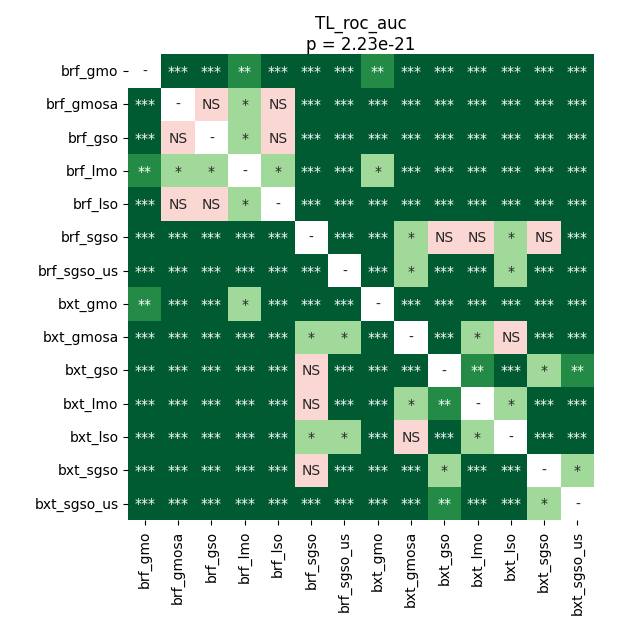 TL_roc_auc
p = 2.23e-21
brf_gmo - *** *** ** *** *** *** ** *** *** *** *** *** ***
brf_gmosa *** - NS * NS *** *** *** *** *** *** *** *** ***
brf_gso *** NS - * NS *** *** *** *** *** *** *** *** ***
brf_lmo ** * * - * *** *** * *** *** *** *** *** ***
brf_lso *** NS NS * - *** *** *** *** *** *** *** *** ***
brf_sgso *** *** *** *** *** - *** *** * NS NS * NS ***
brf_sgso_us *** *** *** *** *** *** - *** * *** *** * *** ***
bxt_gmo ** *** *** * *** *** *** - *** *** *** *** *** ***
bxt_gmosa *** *** *** *** *** * * *** - *** * NS *** ***
bxt_gso *** *** *** *** *** NS *** *** *** - ** *** * **
bxt_lmo *** *** *** *** *** NS *** *** * ** - * *** ***
bxt_lso *** *** *** *** *** * * *** NS *** * - *** ***
bxt_sgso *** *** *** *** *** NS *** *** *** * *** *** - *
bxt_sgso_us *** *** *** *** *** *** *** *** *** ** *** *** * -
brf_gmo brf_gmosa brf_gso brf_lmo brf_lso brf_sgso brf_sgso_us bxt_gmo bxt_gmosa bxt_gso bxt_lmo bxt_lso bxt_sgso bxt_sgso_us